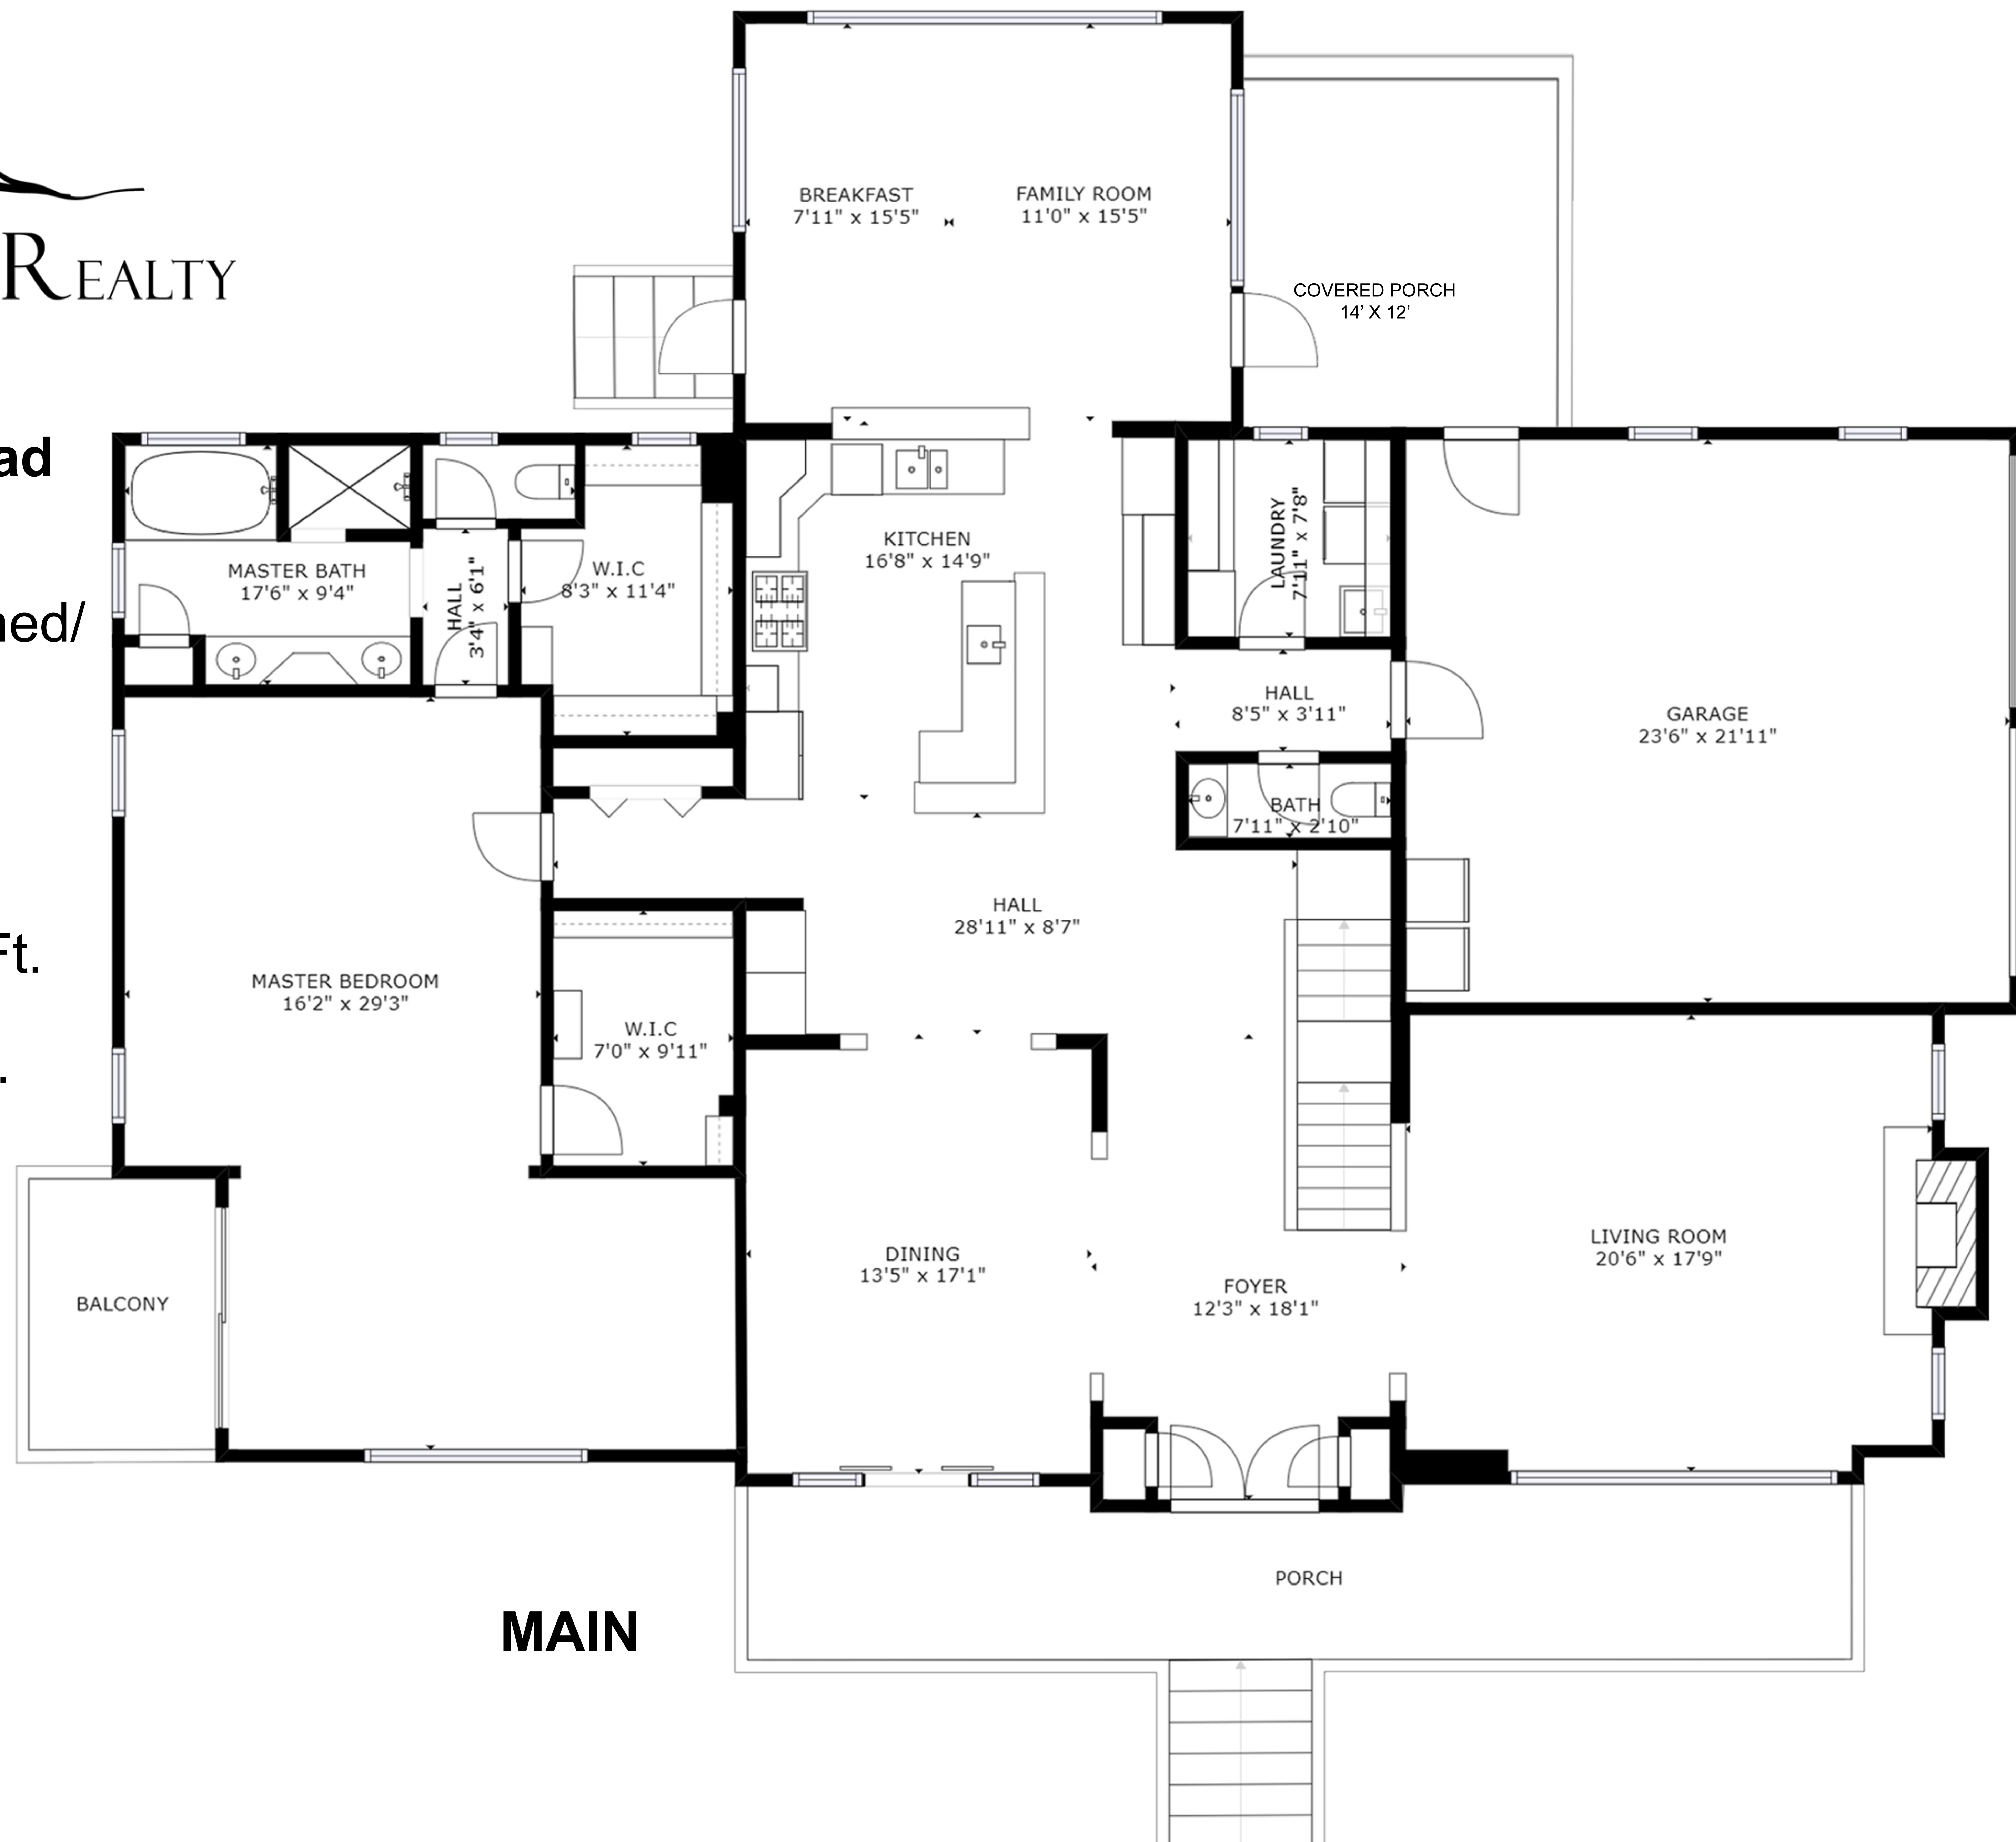 REALTY
ad
ned/
Ft.
.
BREAKFAST
7'11" x 15'5"
FAMILY ROOM
11'0" x 15'5"
COVERED PORCH
14’ X 12’
MASTER BATH
17'6" x 9'4"
HALL
3'4" x 6'1"
W.I.C
8'3" x 11'4"
KITCHEN
16'8" x 14'9"
LAUNDRY
7'11" x 7'8"
HALL
8'5" x 3'11"
GARAGE
23'6" x 21'11"
BATH
7'11" x 2'10"
HALL
28'11" x 8'7"
MASTER BEDROOM
16'2" x 29'3"
W.I.C
7'0" x 9'11"
DINING
13'5" x 17'1"
FOYER
12'3" x 18'1"
LIVING ROOM
20'6" x 17'9"
BALCONY
PORCH
MAIN